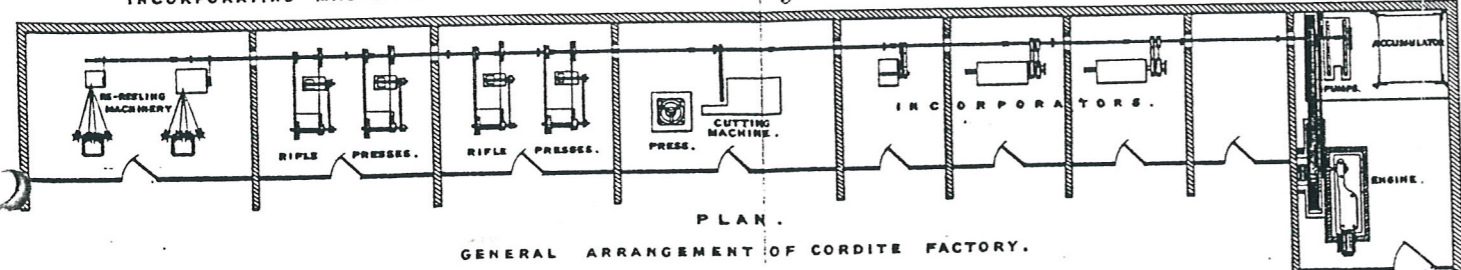 INCORPORATING
ACCUMULATOR
RE-REELING
MACHINERY
PUMPS.
INCORPORATORS.
CUTTING
MACHINE.
PRESS.
RIFLE PRESSES.
RIFLE PRESSES.
ENGINE.
PLAN.
GENERAL ARRANGEMENT OF CORDITE FACTORY.